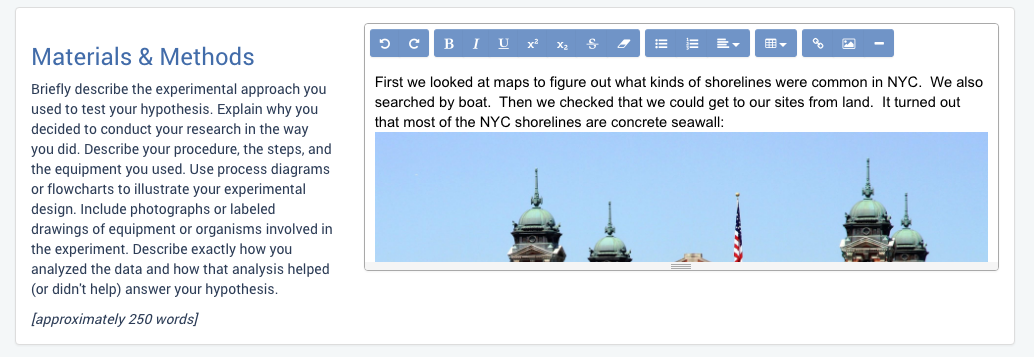 Materials & Methods
Briefly describe the experimental approach you
used to test your hypothesis. Explain why you
decided to conduct your research in the way
you did. Describe your procedure, the steps, and
the equipment you used. Use process diagrams
or flowcharts to illustrate your experimental
design. Include photographs or labeled
drawings of equipment or organisms involved in
the experiment. Describe exactly how you
analyzed the data and how that analysis helped
(or didn't help) answer your hypothesis.
[approximately 250 words]
B I U x² x₂ S
First we looked at maps to figure out what kinds of shorelines were common in NYC.  We also
searched by boat.  Then we checked that we could get to our sites from land.  It turned out
that most of the NYC shorelines are concrete seawall: